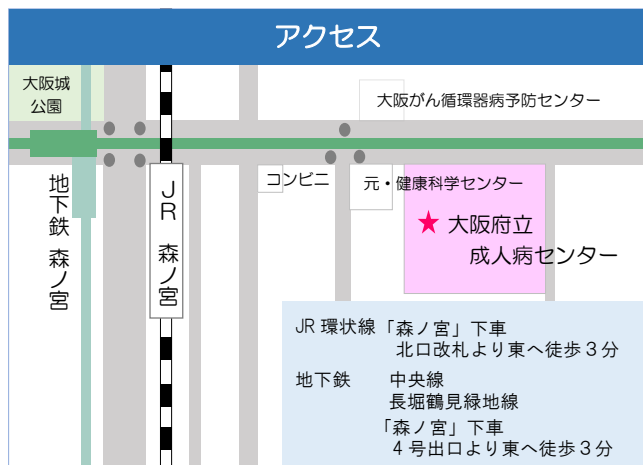 アクセス
大阪城
公園
大阪がん循環器病予防センター
コンビニ
元・健康科学センター
地下鉄 森ノ宮
JR 森ノ宮
★ 大阪府立
成人病センター
JR環状線 「森ノ宮」下車
北口改札より東へ徒歩3分
地下鉄 中央線
長堀鶴見緑地線
「森ノ宮」下車
4号出口より東へ徒歩3分